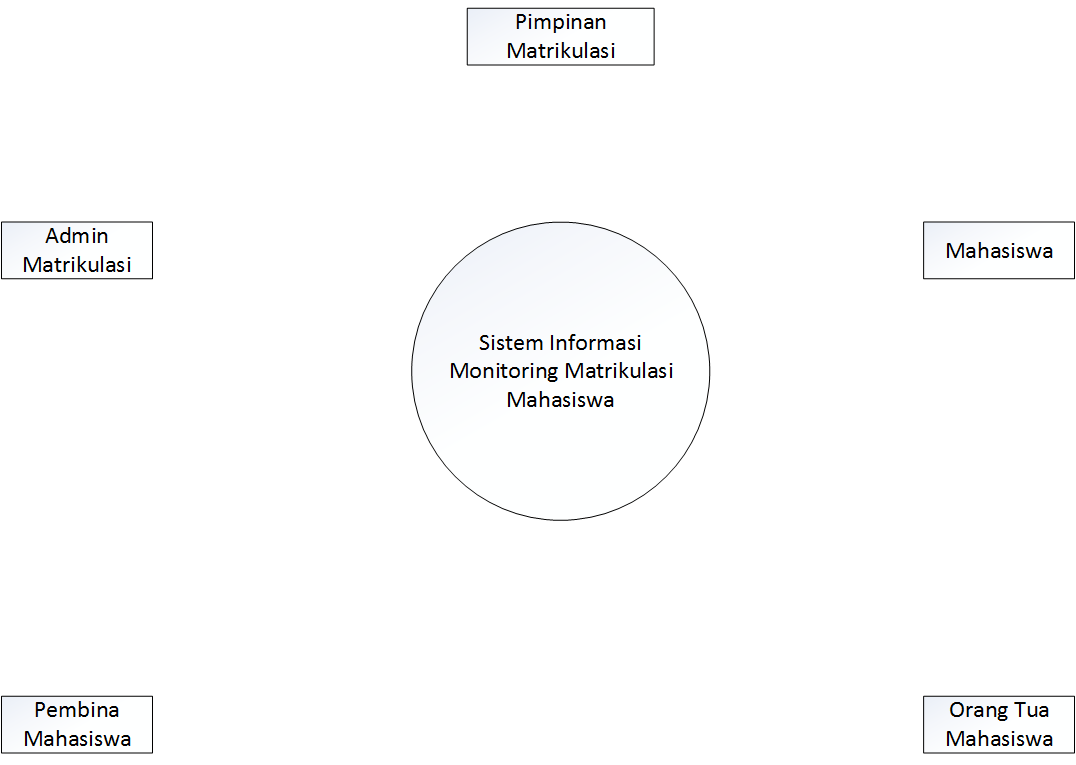 Pimpinan
Matrikulasi
Admin
Matrikulasi
Mahasiswa
Sistem Informasi
Monitoring Matrikulasi
Mahasiswa
Pembina
Mahasiswa
Orang Tua
Mahasiswa